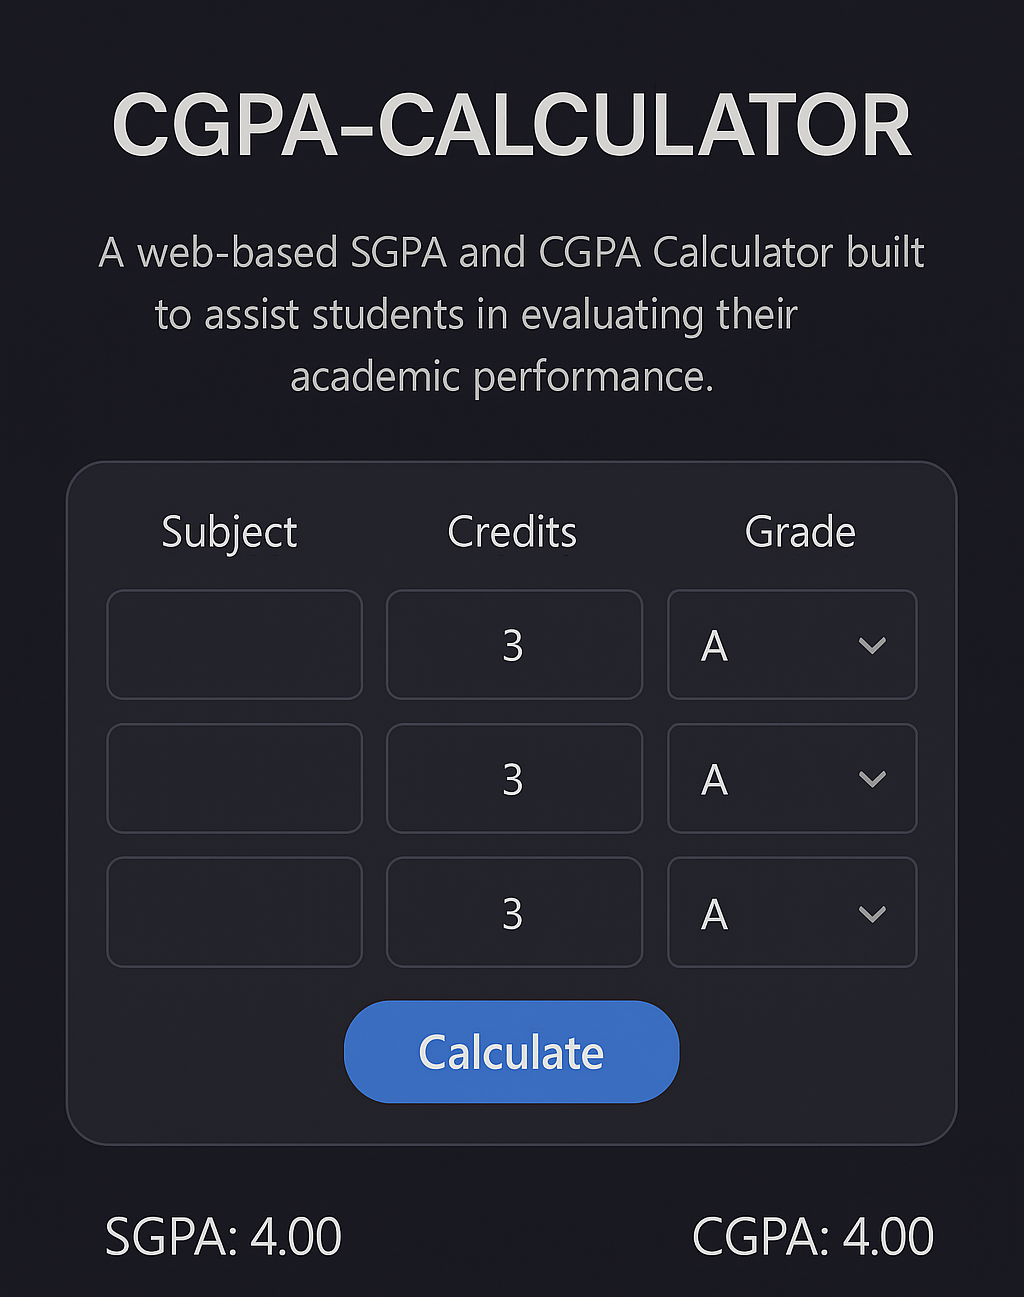 CGPA-CALCULATOR
A web-based SGPA and CGPA Calculator built
to assist students in evaluating their
academic performance.
Subject Credits Grade
3 A
3 A
3 A
Calculate
SGPA: 4.00 CGPA: 4.00